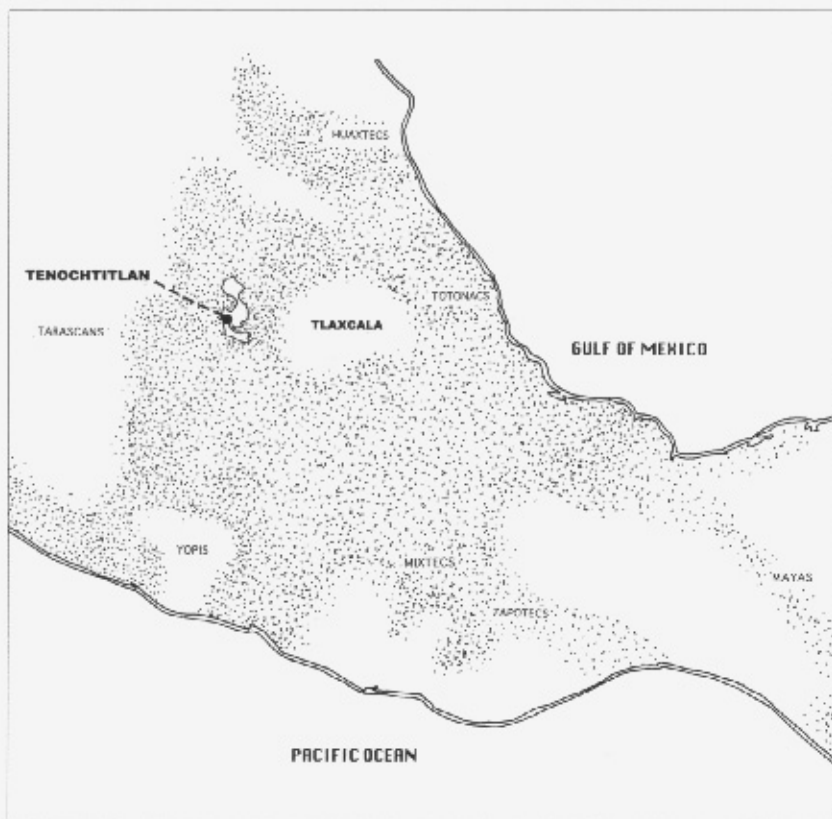 HUAXTECS
TENOCHTITLAN
TOTONACS
TLAXCALA
TARASCANS
GULF OF MEXICO
YOPIS
MIXTECS
MAYAS
ZAPOTECS
PACIFIC OCEAN